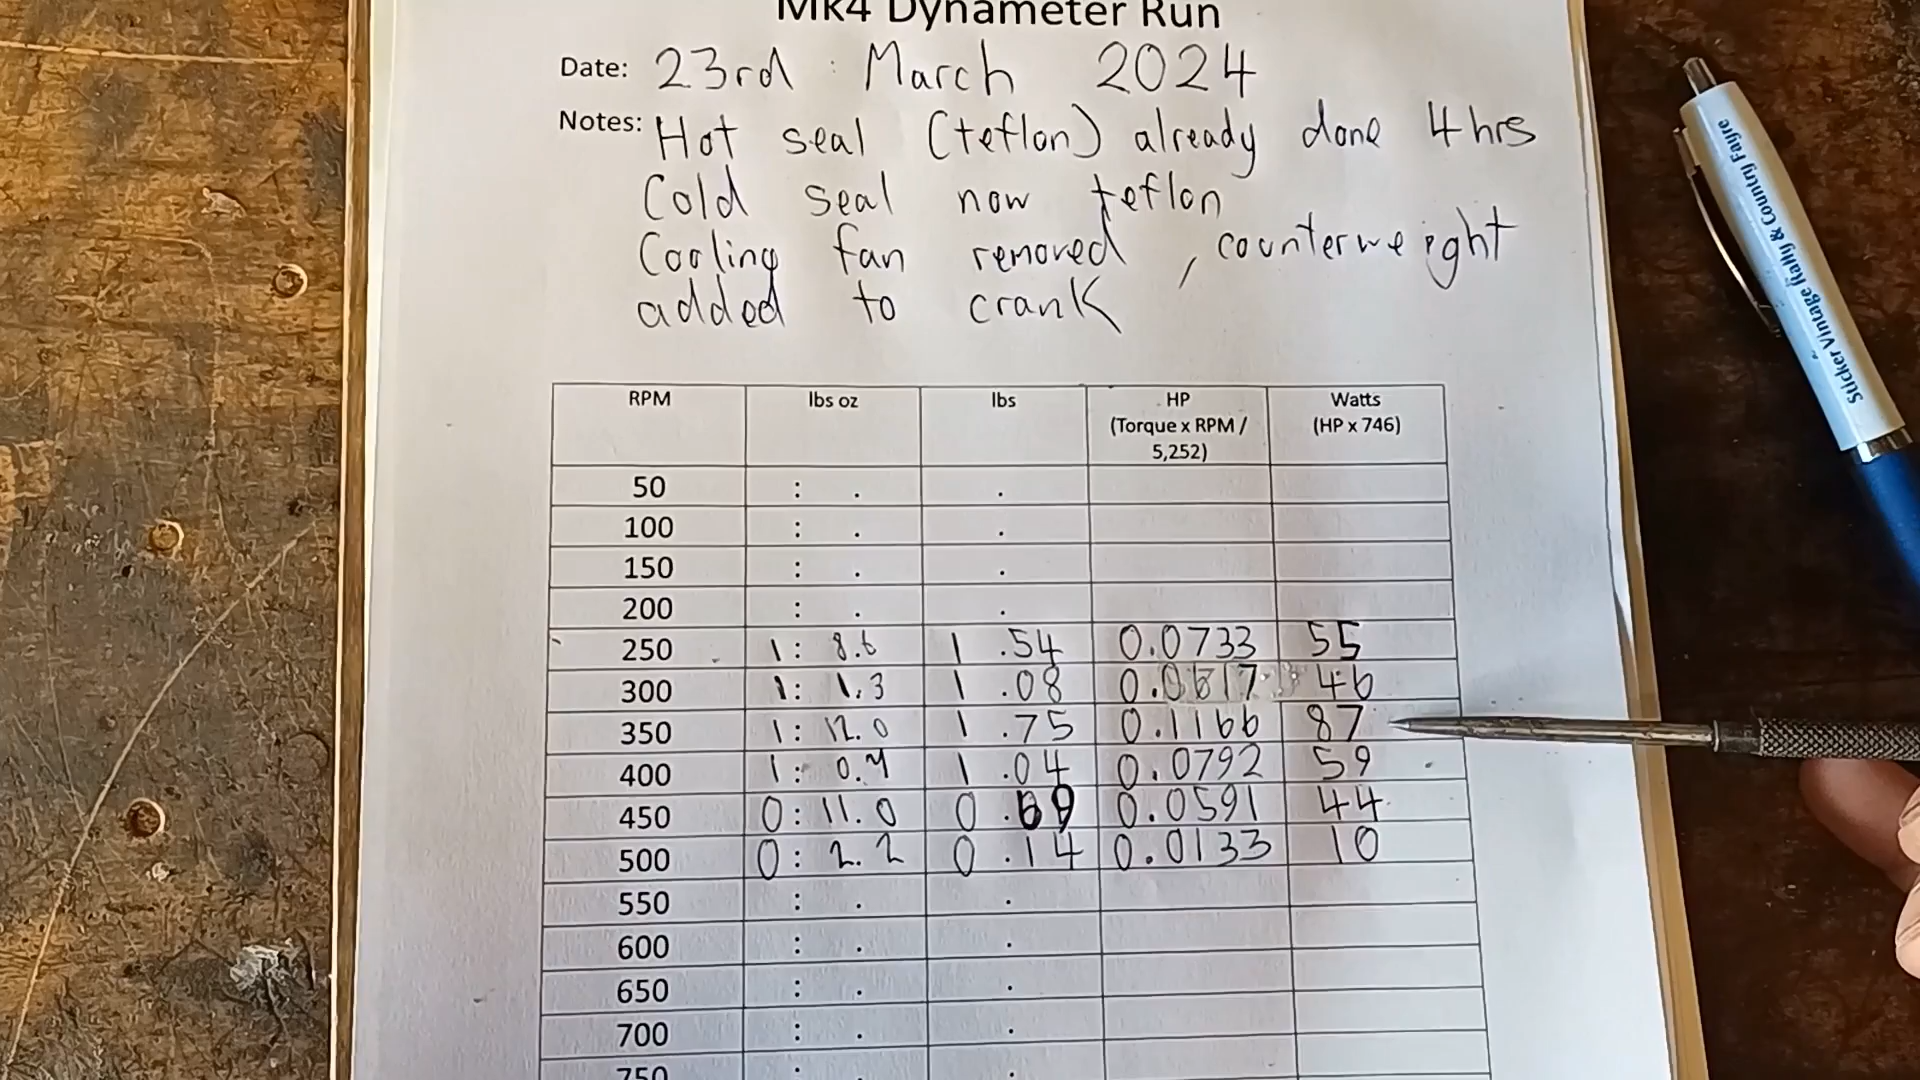 Mk4 Dynameter Run
Date: 23rd March 2024
Notes: Hot seal (teflon) already done 4hrs
Cold seal now teflon
Cooling fan removed, counterweight
added to crank
RPM lbs oz lbs HP (Torque x RPM / 5,252) Watts (HP x 746)
50 : . .
100 : . .
150 : . .
200 : . .
250 1: 8.6 1.54 0.0733 55
300 1: 1.3 1.08 0.0617 46
350 1: 12.0 1.75 0.1166 87
400 1: 1.04 0.0792 59
450 0: 11.0 0.69 0.0591 44
500 0: 2.2 0.14 0.0133 10
550 : . .
600 : . .
650 : . .
700 : . .
750 : .
Sticker Vintage Rally & Country Fayre